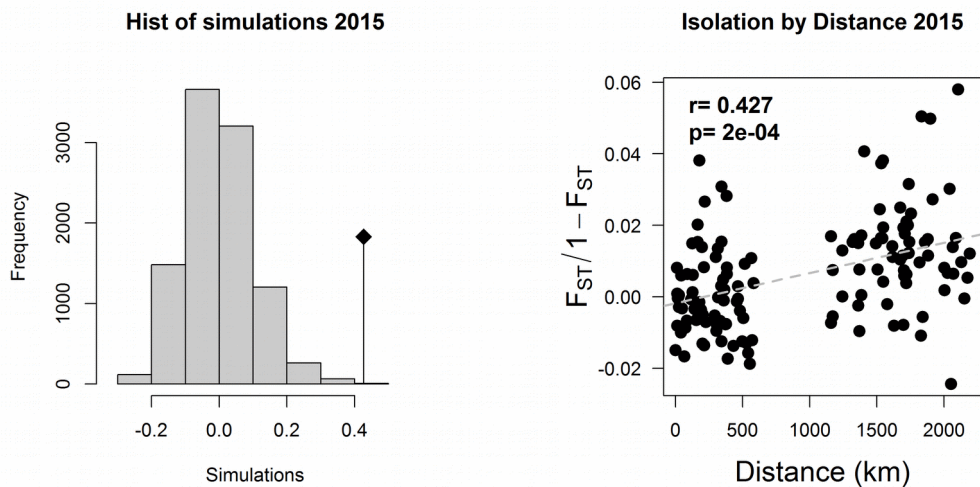 Hist of simulations 2015
Frequency
3000
2000
1000
0
-0.2 0.0 0.2 0.4
Simulations
Isolation by Distance 2015
r= 0.427
p= 2e-04
F_ST / 1 − F_ST
0.06
0.04
0.02
0.00
-0.02
0 500 1000 1500 2000
Distance (km)